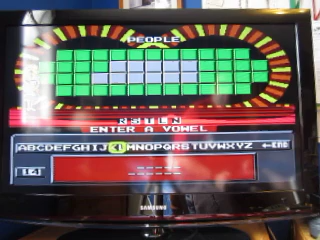 PEOPLE
RSTLN
ENTER A VOWEL
ABCDEFGHIJKLMNOPQRSTUVWXYZ ←END
SAMSUNG